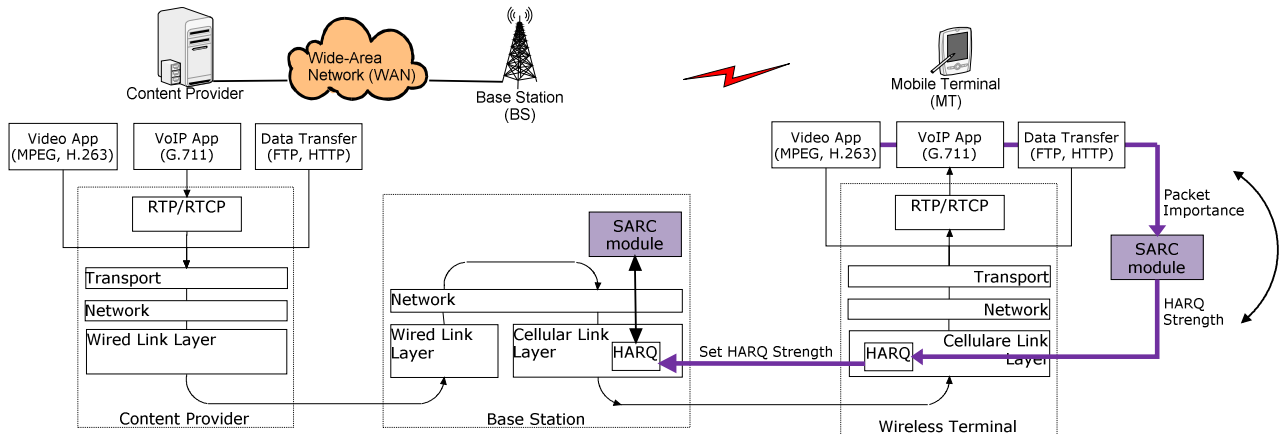 Wide-Area
Network (WAN)
Content Provider
Base Station
(BS)
Mobile Terminal
(MT)
Video App
(MPEG, H.263)
VoIP App
(G.711)
Data Transfer
(FTP, HTTP)
RTP/RTCP
Transport
Network
Wired Link Layer
Content Provider
SARC
module
Network
Wired Link
Layer
Cellular Link
Layer
HARQ
Base Station
Set HARQ Strength
Video App
(MPEG, H.263)
VoIP App
(G.711)
Data Transfer
(FTP, HTTP)
RTP/RTCP
Transport
Network
Cellulare Link
Layer
HARQ
Wireless Terminal
Packet
Importance
SARC
module
HARQ
Strength